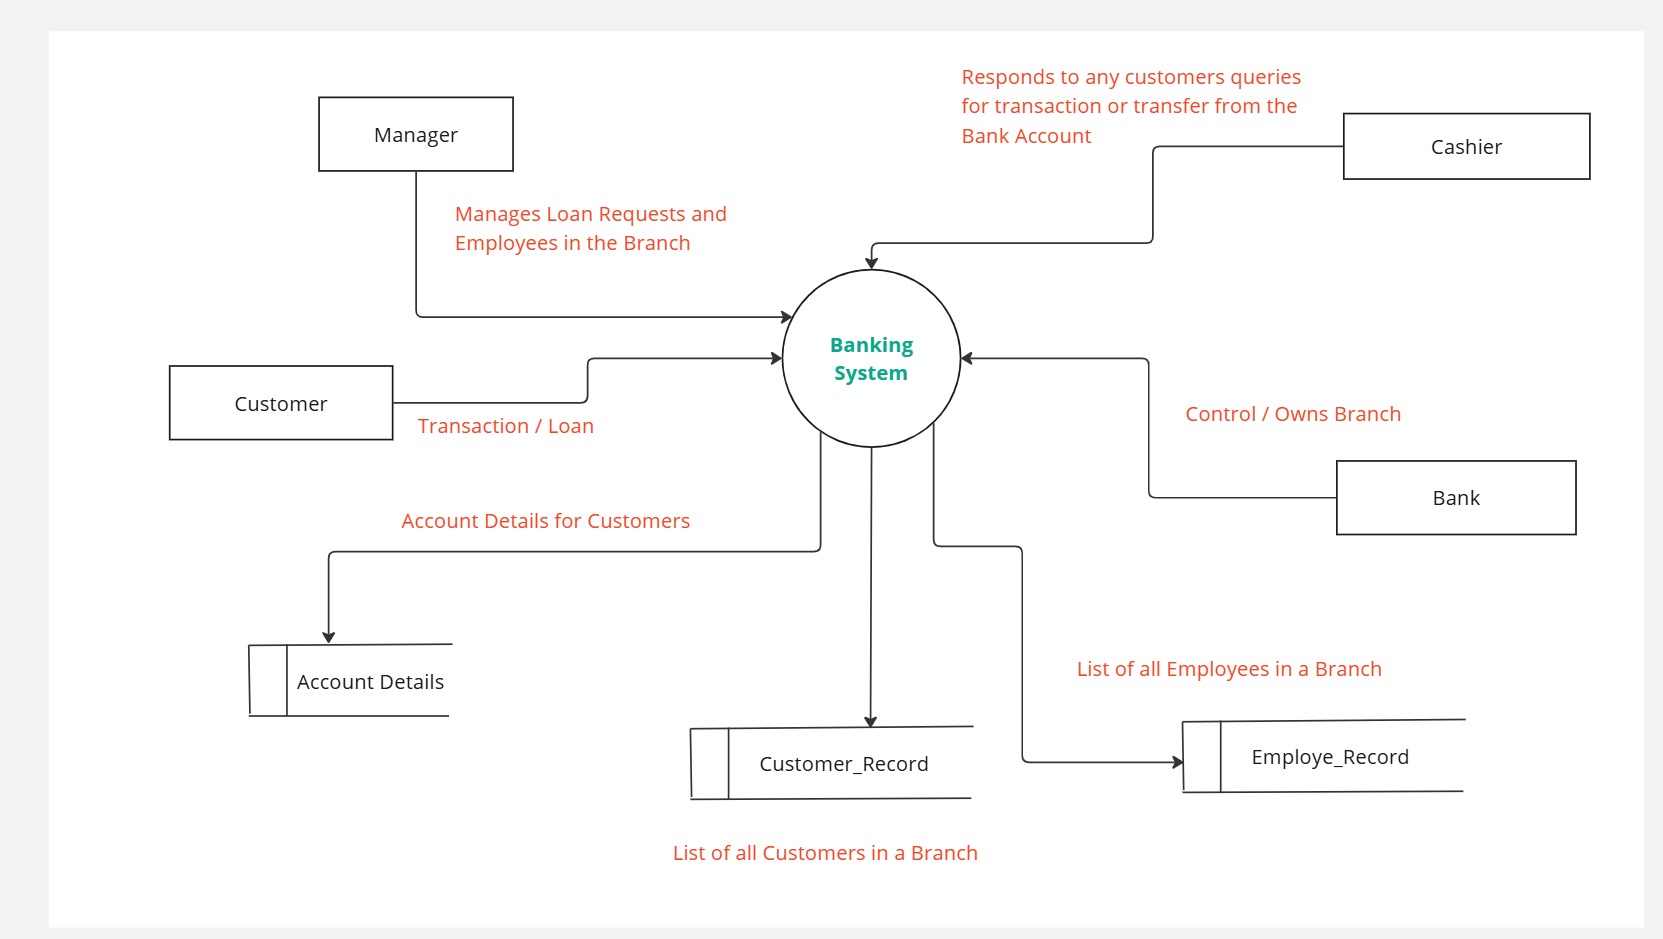 Responds to any customers queries
for transaction or transfer from the
Bank Account
Manager
Cashier
Manages Loan Requests and
Employees in the Branch
Banking
System
Customer
Transaction / Loan
Control / Owns Branch
Bank
Account Details for Customers
Account Details
List of all Employees in a Branch
Customer_Record
Employe_Record
List of all Customers in a Branch